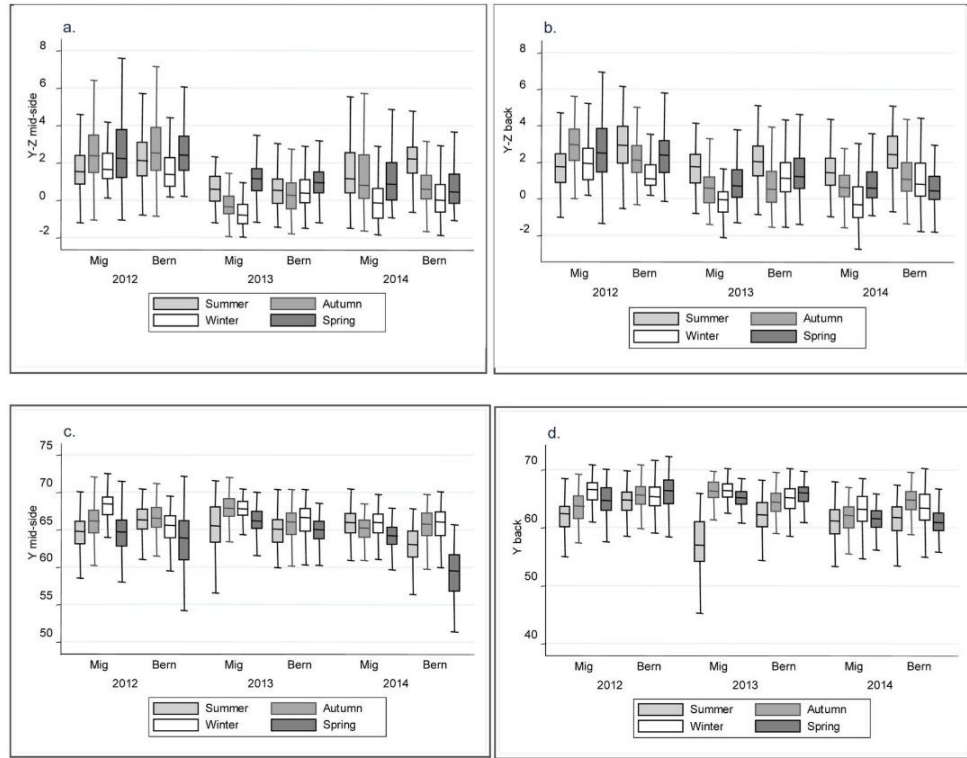 a.
Y-Z mid-side
8
6
4
2
0
-2
Mig Bern Mig Bern Mig Bern
2012 2013 2014
Summer Autumn
Winter Spring
b.
Y-Z back
8
6
4
2
0
-2
Mig Bern Mig Bern Mig Bern
2012 2013 2014
Summer Autumn
Winter Spring
c.
Y mid-side
75
70
65
60
55
50
Mig Bern Mig Bern Mig Bern
2012 2013 2014
Summer Autumn
Winter Spring
d.
Y back
70
60
50
40
Mig Bern Mig Bern Mig Bern
2012 2013 2014
Summer Autumn
Winter Spring